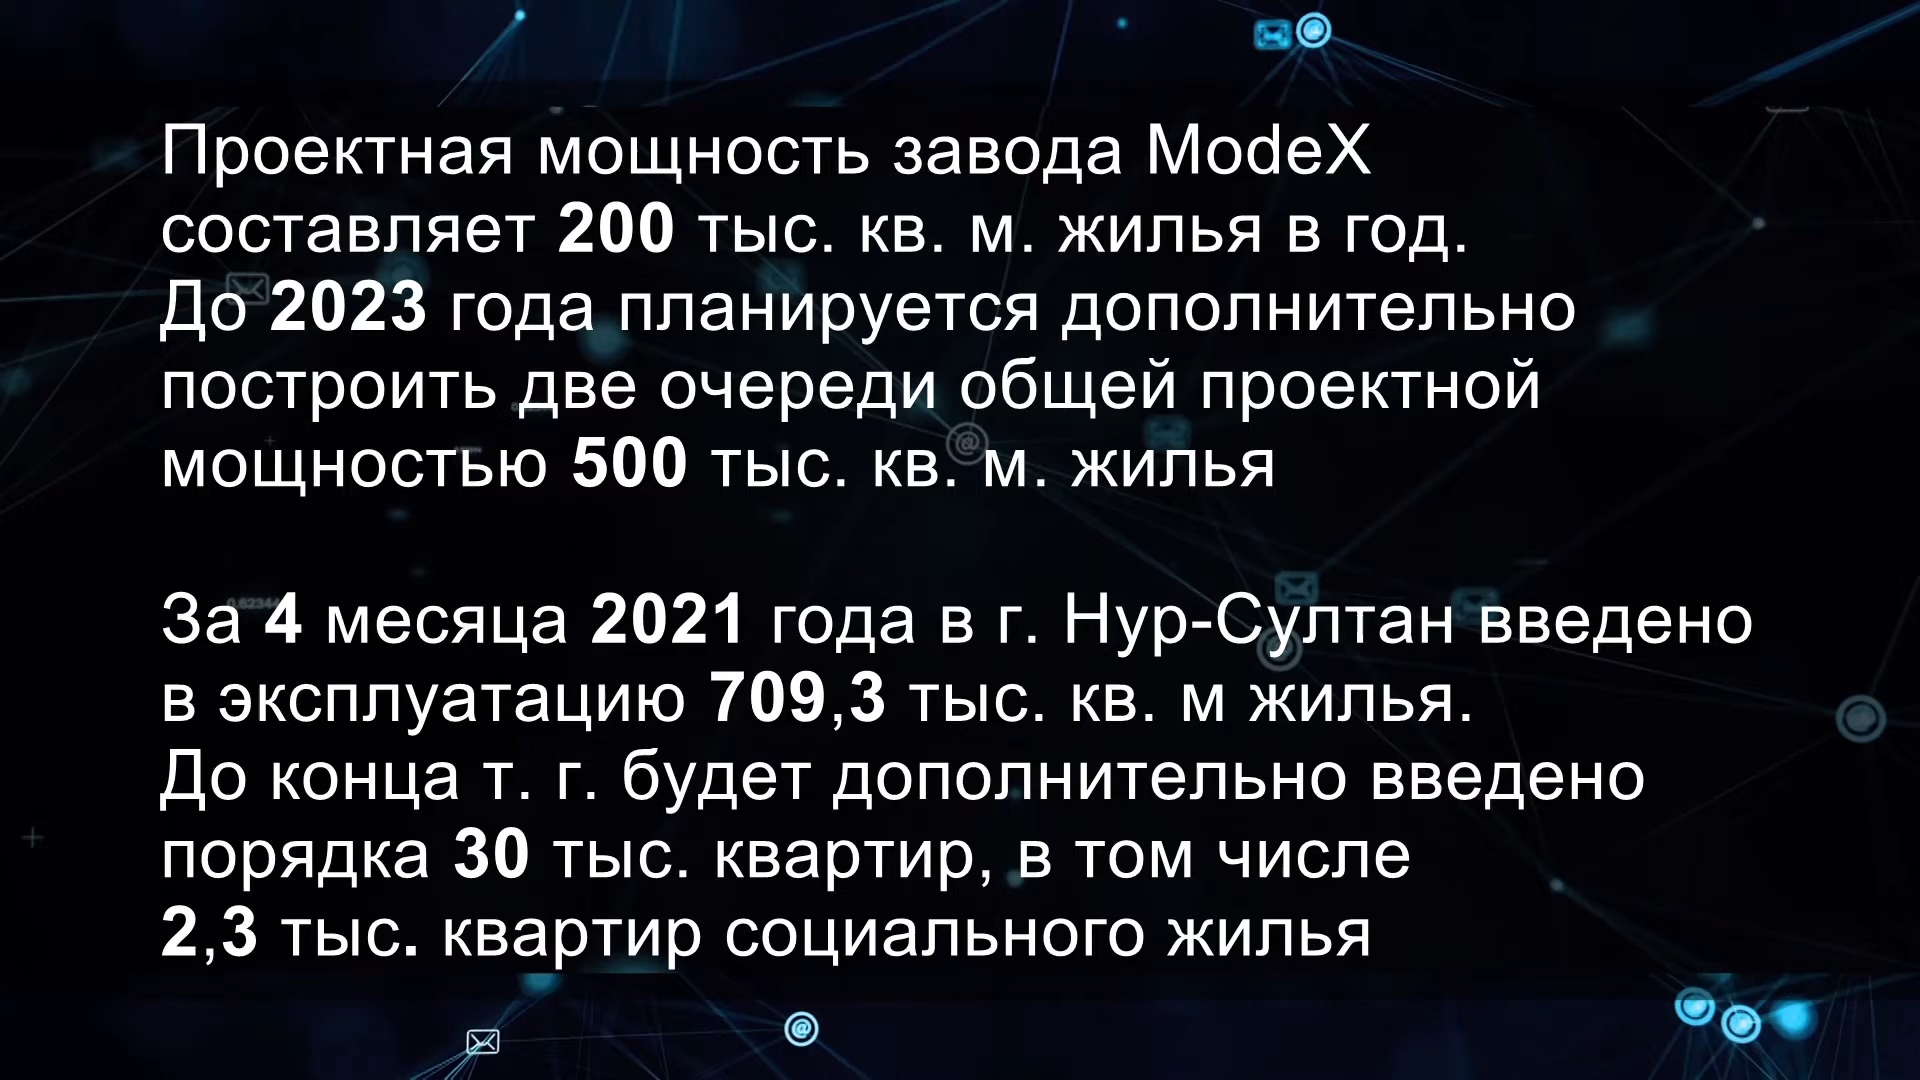 Проектная мощность завода ModeX
составляет 200 тыс. кв. м. жилья в год.
До 2023 года планируется дополнительно
построить две очереди общей проектной
мощностью 500 тыс. кв. м. жилья
За 4 месяца 2021 года в г. Нур-Султан введено
в эксплуатацию 709,3 тыс. кв. м жилья.
До конца т. г. будет дополнительно введено
порядка 30 тыс. квартир, в том числе
2,3 тыс. квартир социального жилья